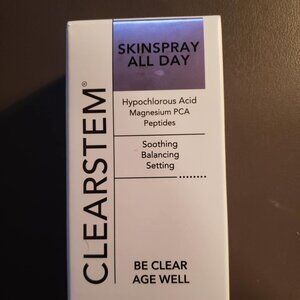 CLEARSTEM®
SKINSPRAY
ALL DAY
Hypochlorous Acid
Magnesium PCA
Peptides
Soothing
Balancing
Setting
BE CLEAR
AGE WELL